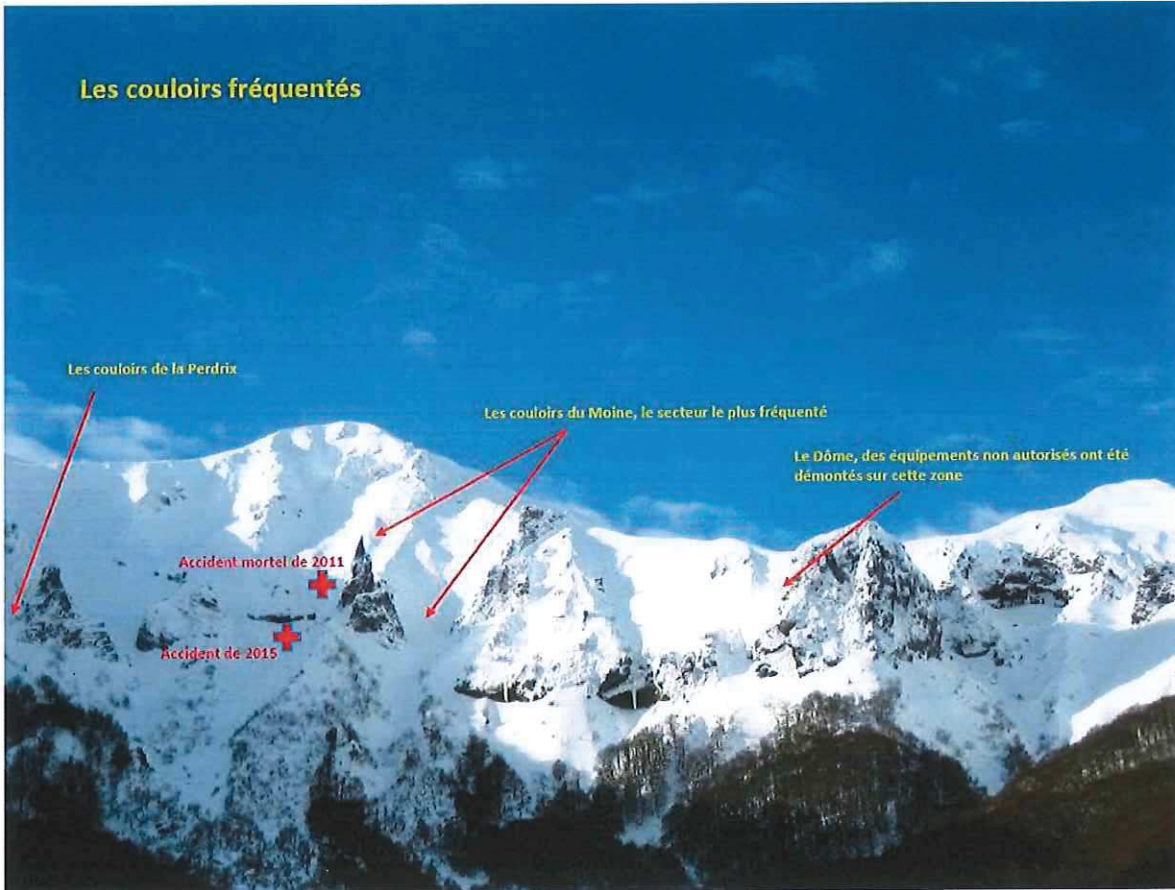 Les couloirs fréquentés
Les couloirs de la Perdrix
Les couloirs du Moine, le secteur le plus fréquenté
Le Dôme, des équipements non autorisés ont été
démontés sur cette zone
Accident mortel de 2011
Accident de 2015